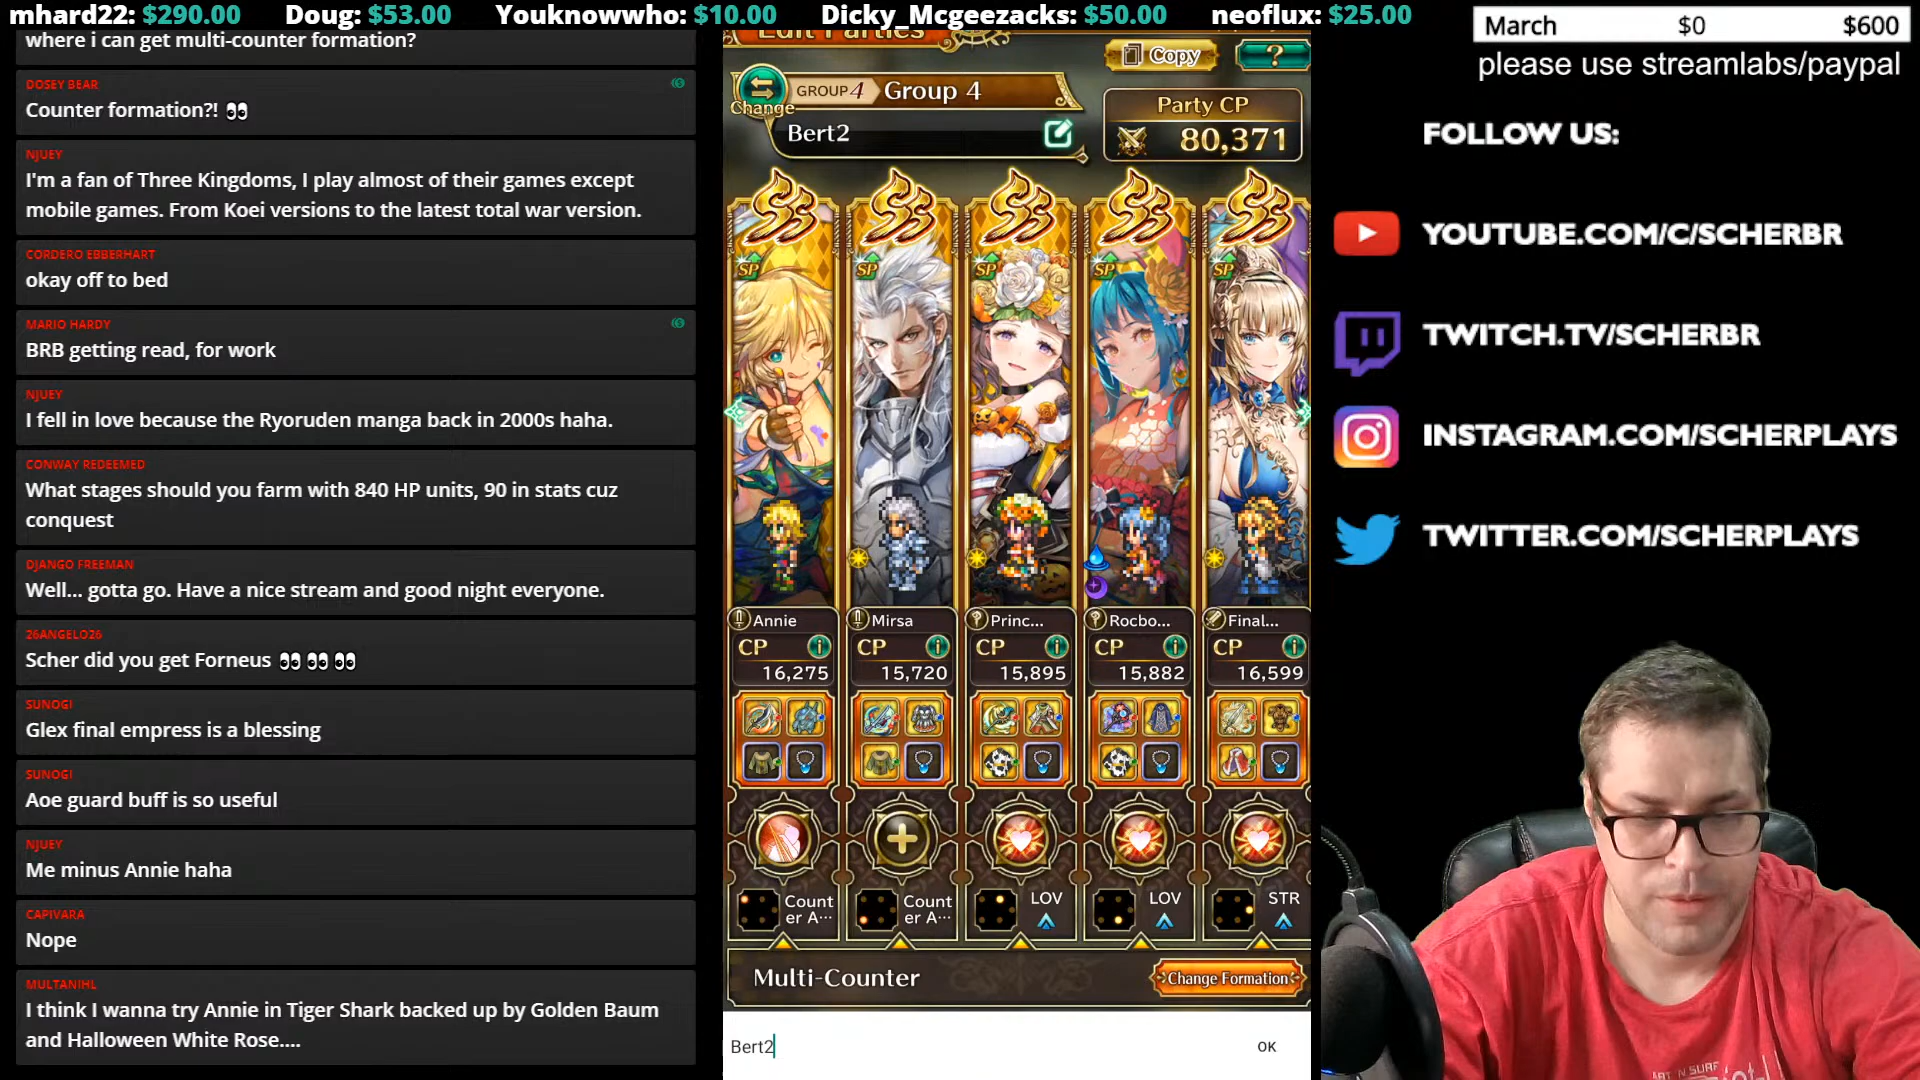 mhard22: $290.00 Doug: $53.00 Youknowwho: $10.00 Dicky_Mcgeezacks: $50.00 neoflux: $25.00
where i can get multi-counter formation?
DOSEY BEAR
Counter formation?! 👀
NJUEY
I'm a fan of Three Kingdoms, I play almost of their games except
mobile games. From Koei versions to the latest total war version.
CORDERO EBBERHART
okay off to bed
MARIO HARDY
BRB getting read, for work
NJUEY
I fell in love because the Ryoruden manga back in 2000s haha.
CONWAY REDEEMED
What stages should you farm with 840 HP units, 90 in stats cuz
conquest
DJANGO FREEMAN
Well... gotta go. Have a nice stream and good night everyone.
26ANGELO26
Scher did you get Forneus 👀 👀 👀
SUNOGI
Glex final empress is a blessing
SUNOGI
Aoe guard buff is so useful
NJUEY
Me minus Annie haha
CAPIVARA
Nope
MULTANIHL
I think I wanna try Annie in Tiger Shark backed up by Golden Baum
and Halloween White Rose....
Edit Parties
Copy
?
Change
GROUP4 Group 4
Bert2
Party CP
80,371
SS SS SS SS SS
SP SP SP SP SP
Annie Mirsa Princ... Rocbo... Final...
CP CP CP CP CP
16,275 15,720 15,895 15,882 16,599
Count Count LOV LOV STR
er A... er A...
Multi-Counter
Change Formation
Bert2
OK
March $0 $600
please use streamlabs/paypal
FOLLOW US:
YOUTUBE.COM/C/SCHERBR
TWITCH.TV/SCHERBR
INSTAGRAM.COM/SCHERPLAYS
TWITTER.COM/SCHERPLAYS